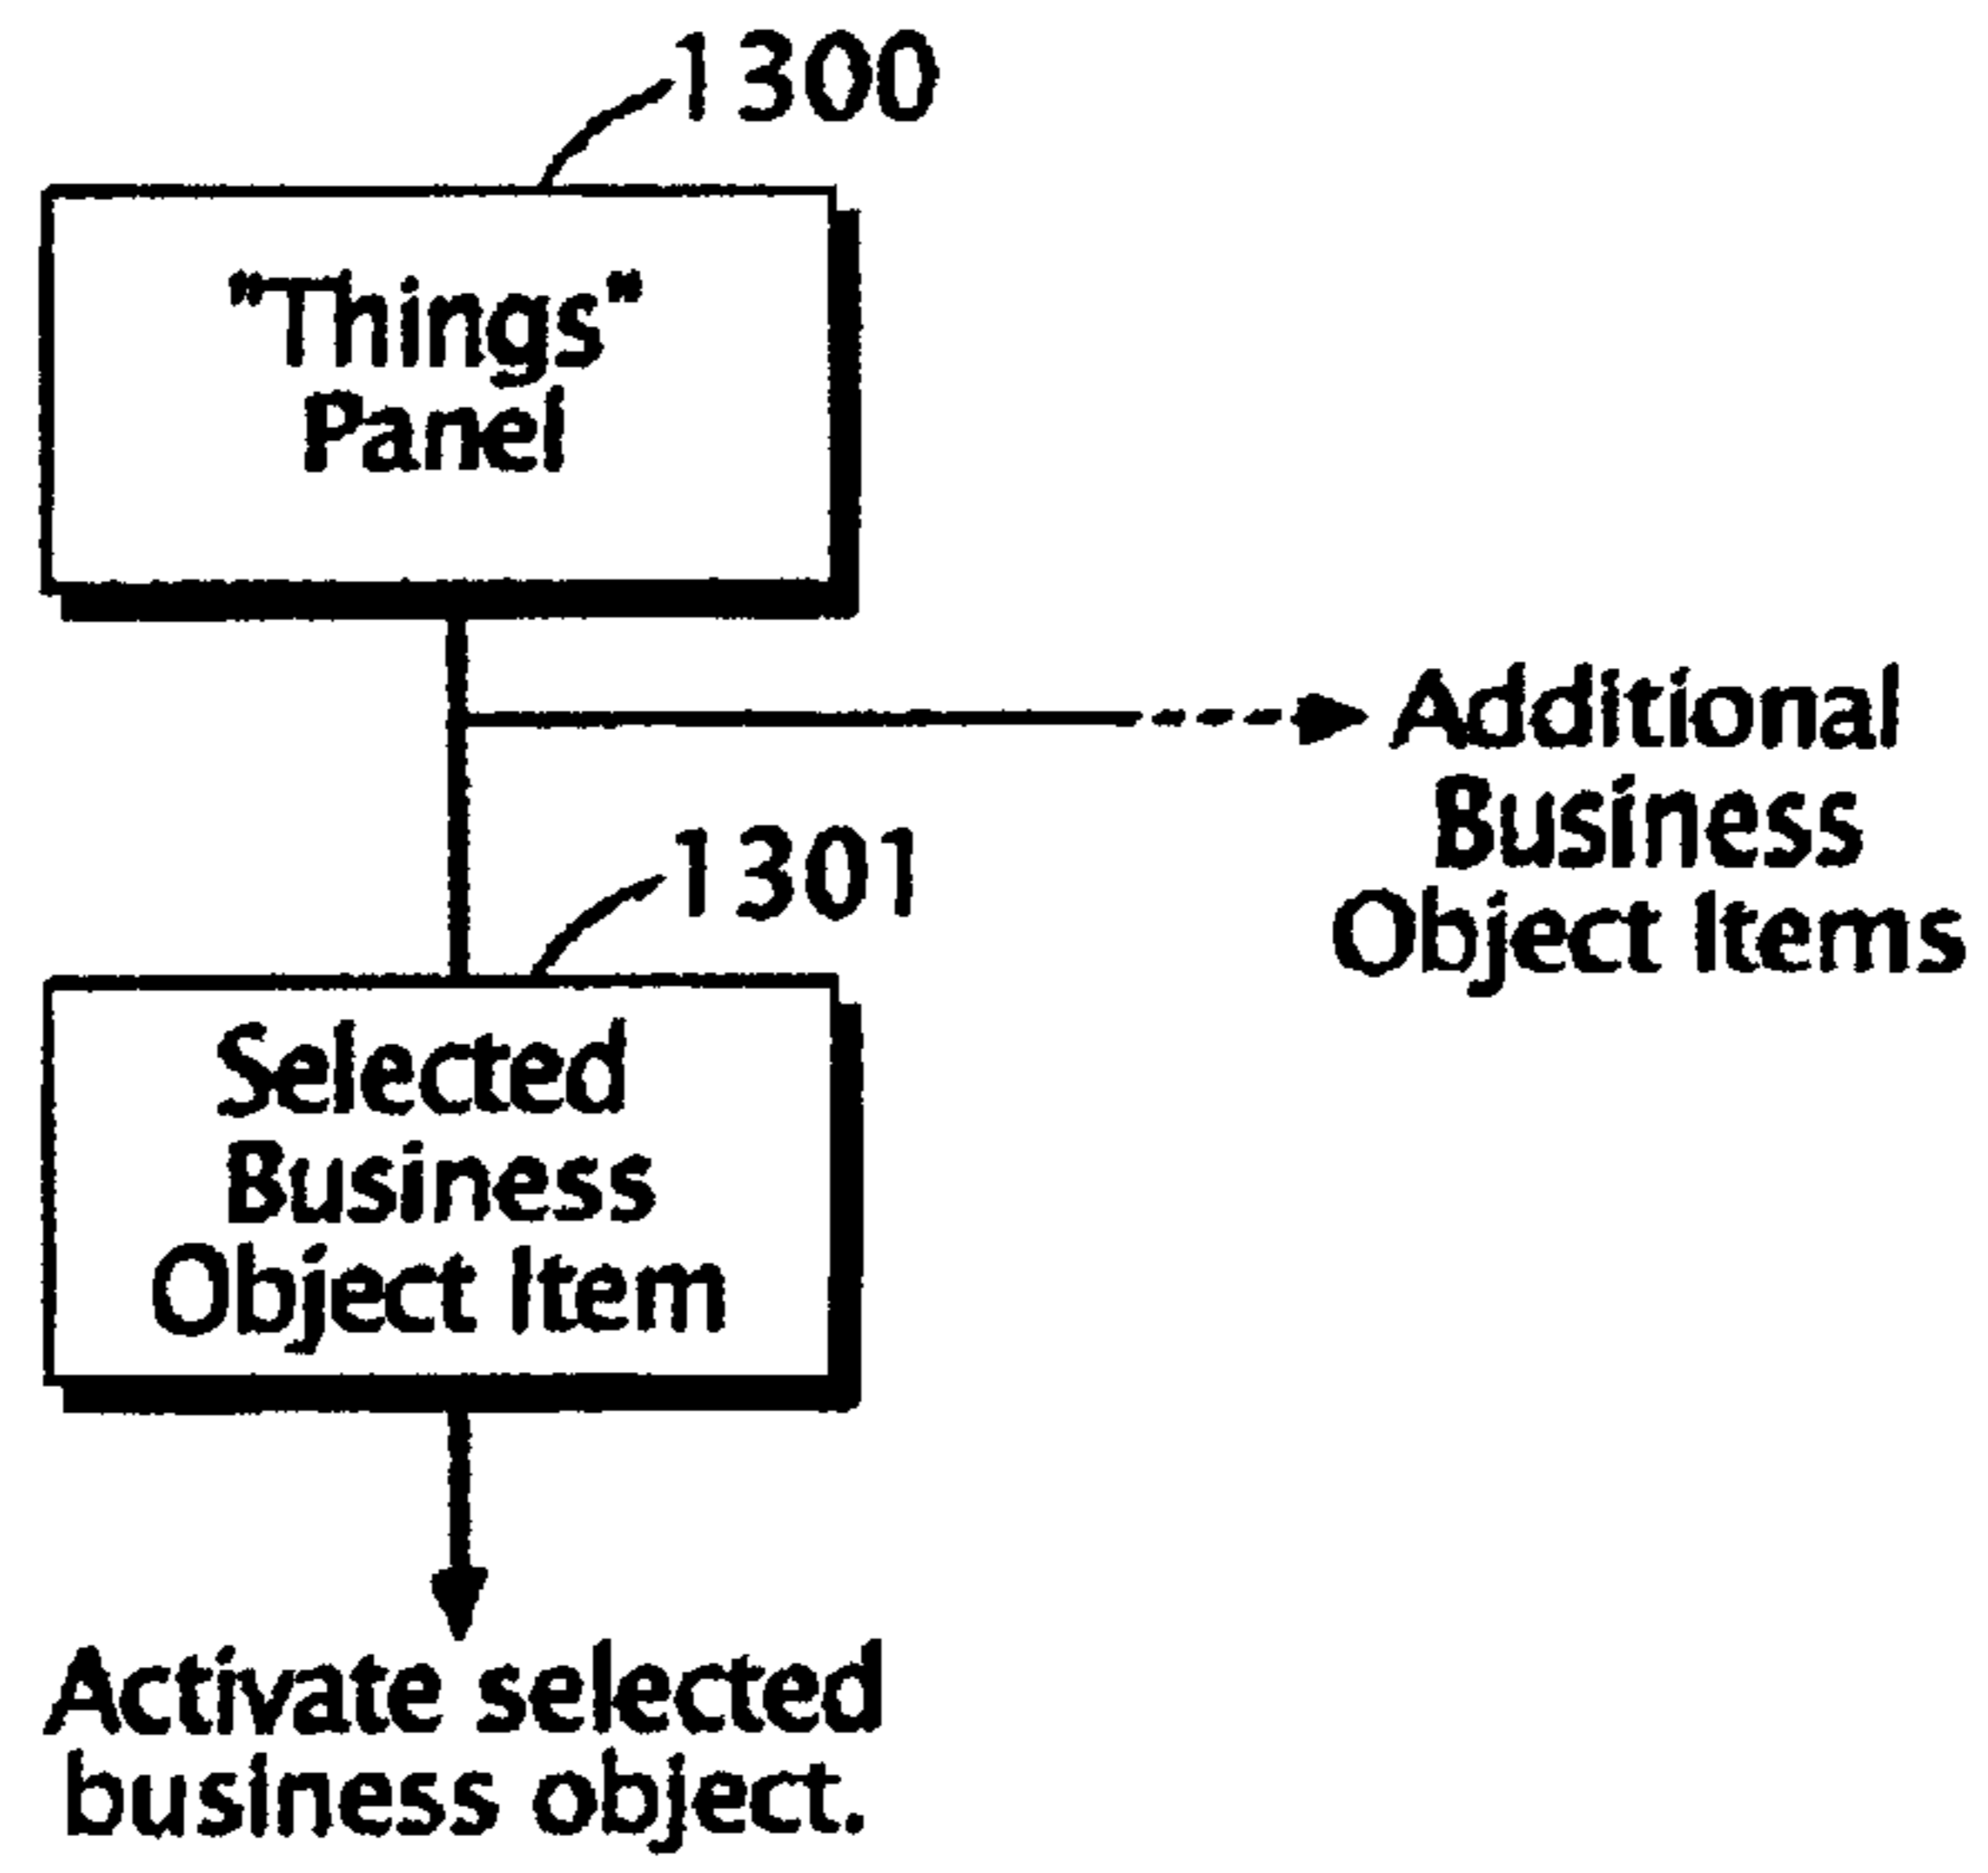 1300
"Things"
Panel
Additional
Business
Object Items
1301
Selected
Business
Object Item
Activate selected
business object.